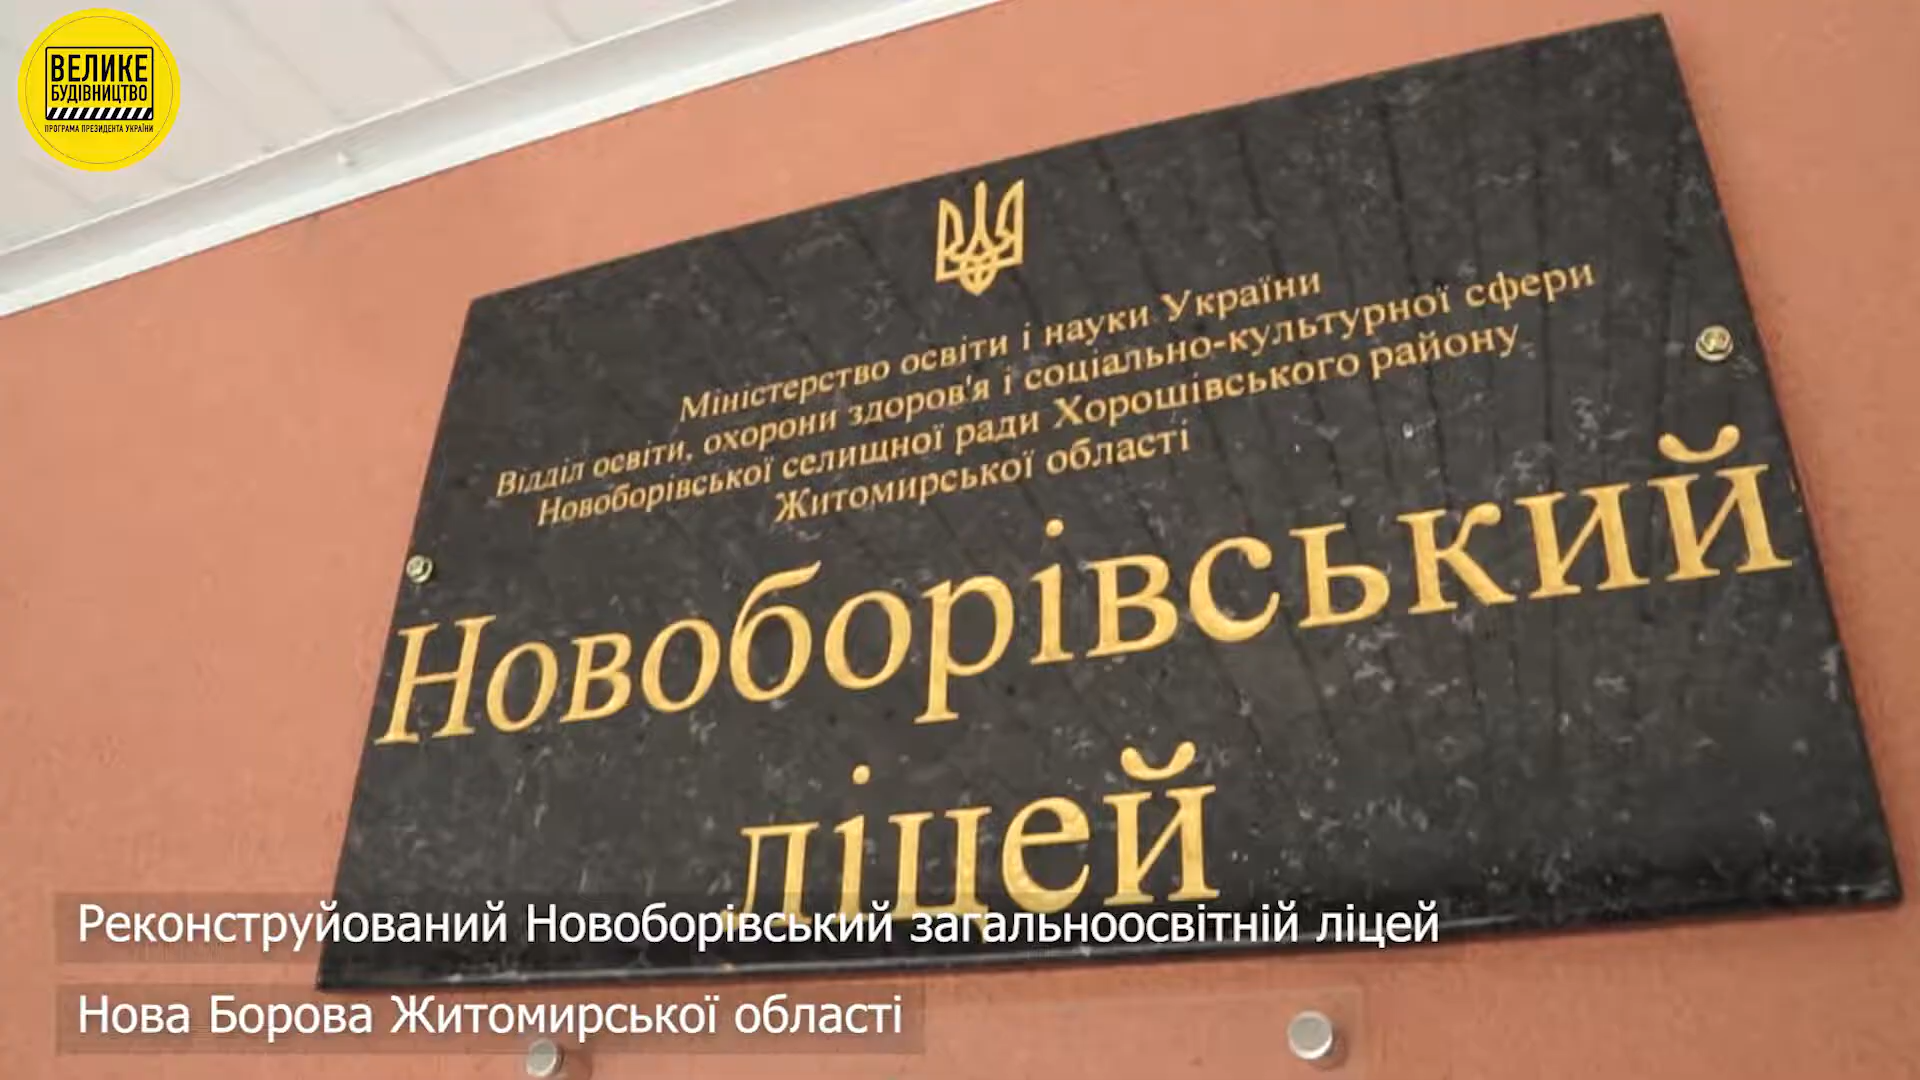 ВЕЛИКЕ
БУДІВНИЦТВО
ПРОГРАМА ПРЕЗИДЕНТА УКРАЇНИ
Міністерство освіти і науки України
Відділ освіти, охорони здоров'я і соціально-культурної сфери
Новоборівської селищної ради Хорошівського району
Житомирської області
Новоборівський
ліцей
Реконструйований Новоборівський загальноосвітній ліцей
Нова Борова Житомирської області